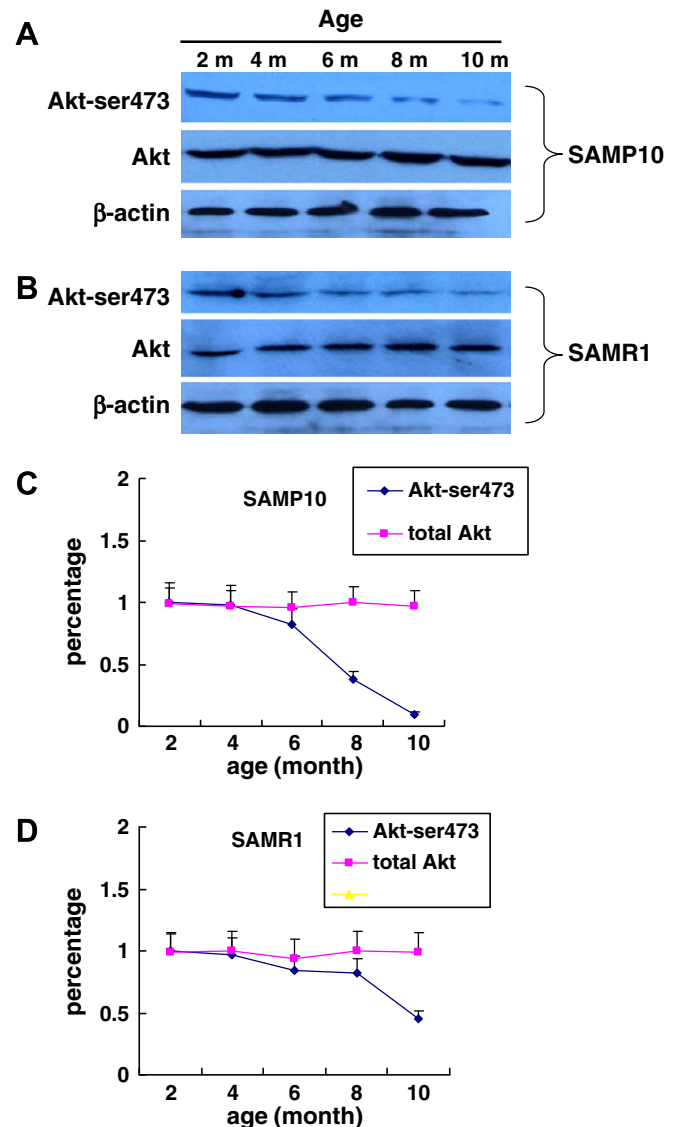 A
Age
2 m 4 m 6 m 8 m 10 m
Akt-ser473
Akt
β-actin
SAMP10
B
Akt-ser473
Akt
β-actin
SAMR1
C
SAMP10
Akt-ser473
total Akt
percentage
2
1.5
1
0.5
0
2 4 6 8 10
age (month)
D
SAMR1
Akt-ser473
total Akt
percentage
2
1.5
1
0.5
0
2 4 6 8 10
age (month)